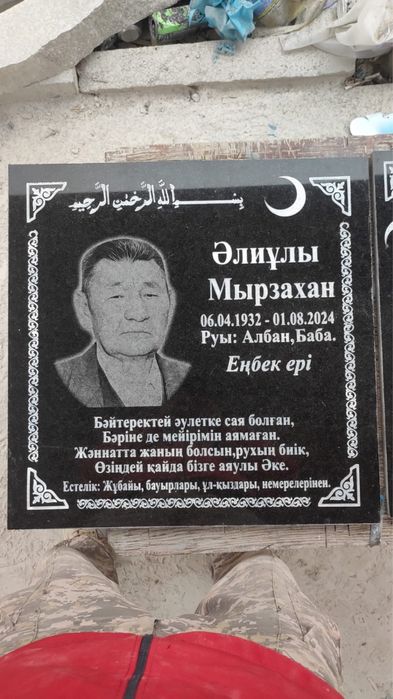 بِسْمِ اللَّهِ الرَّحْمَٰنِ الرَّحِيمِ
Әлиұлы
Мырзахан
06.04.1932 - 01.08.2024
Руы: Албан,Баба.
Еңбек ері
Бәйтеректей әулетке сая болған,
Бәріне де мейірімін аямаған.
Жәннатта жаның болсын,рухың биік,
Өзіңдей қайда бізге аяулы Әке.
Естелік: Жұбайы, бауырлары, ұл-қыздары, немерелерінен.